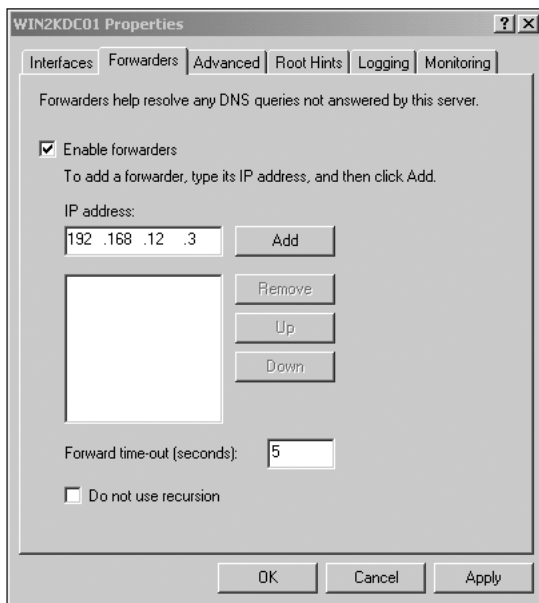 WIN2KDC01 Properties
Interfaces Forwarders Advanced Root Hints Logging Monitoring
Forwarders help resolve any DNS queries not answered by this server.
Enable forwarders
To add a forwarder, type its IP address, and then click Add.
IP address:
192 .168 .12 .3 Add
Remove
Up
Down
Forward time-out (seconds): 5
Do not use recursion
OK Cancel Apply